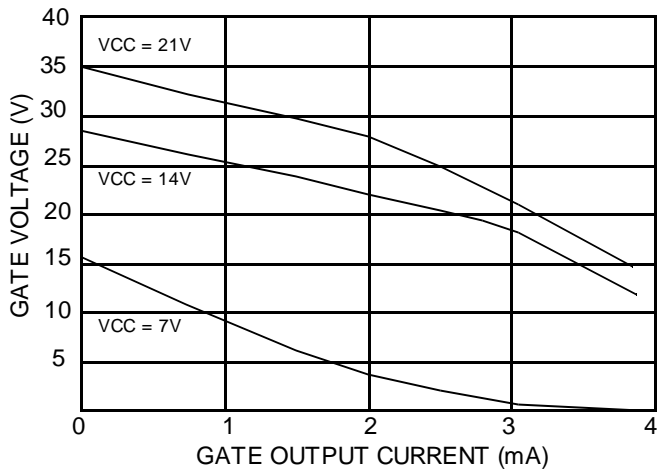 40
VCC = 21V
35
30
25
VCC = 14V
20
15
10
VCC = 7V
5
0
1
2
3
4
GATE VOLTAGE (V)
GATE OUTPUT CURRENT (mA)